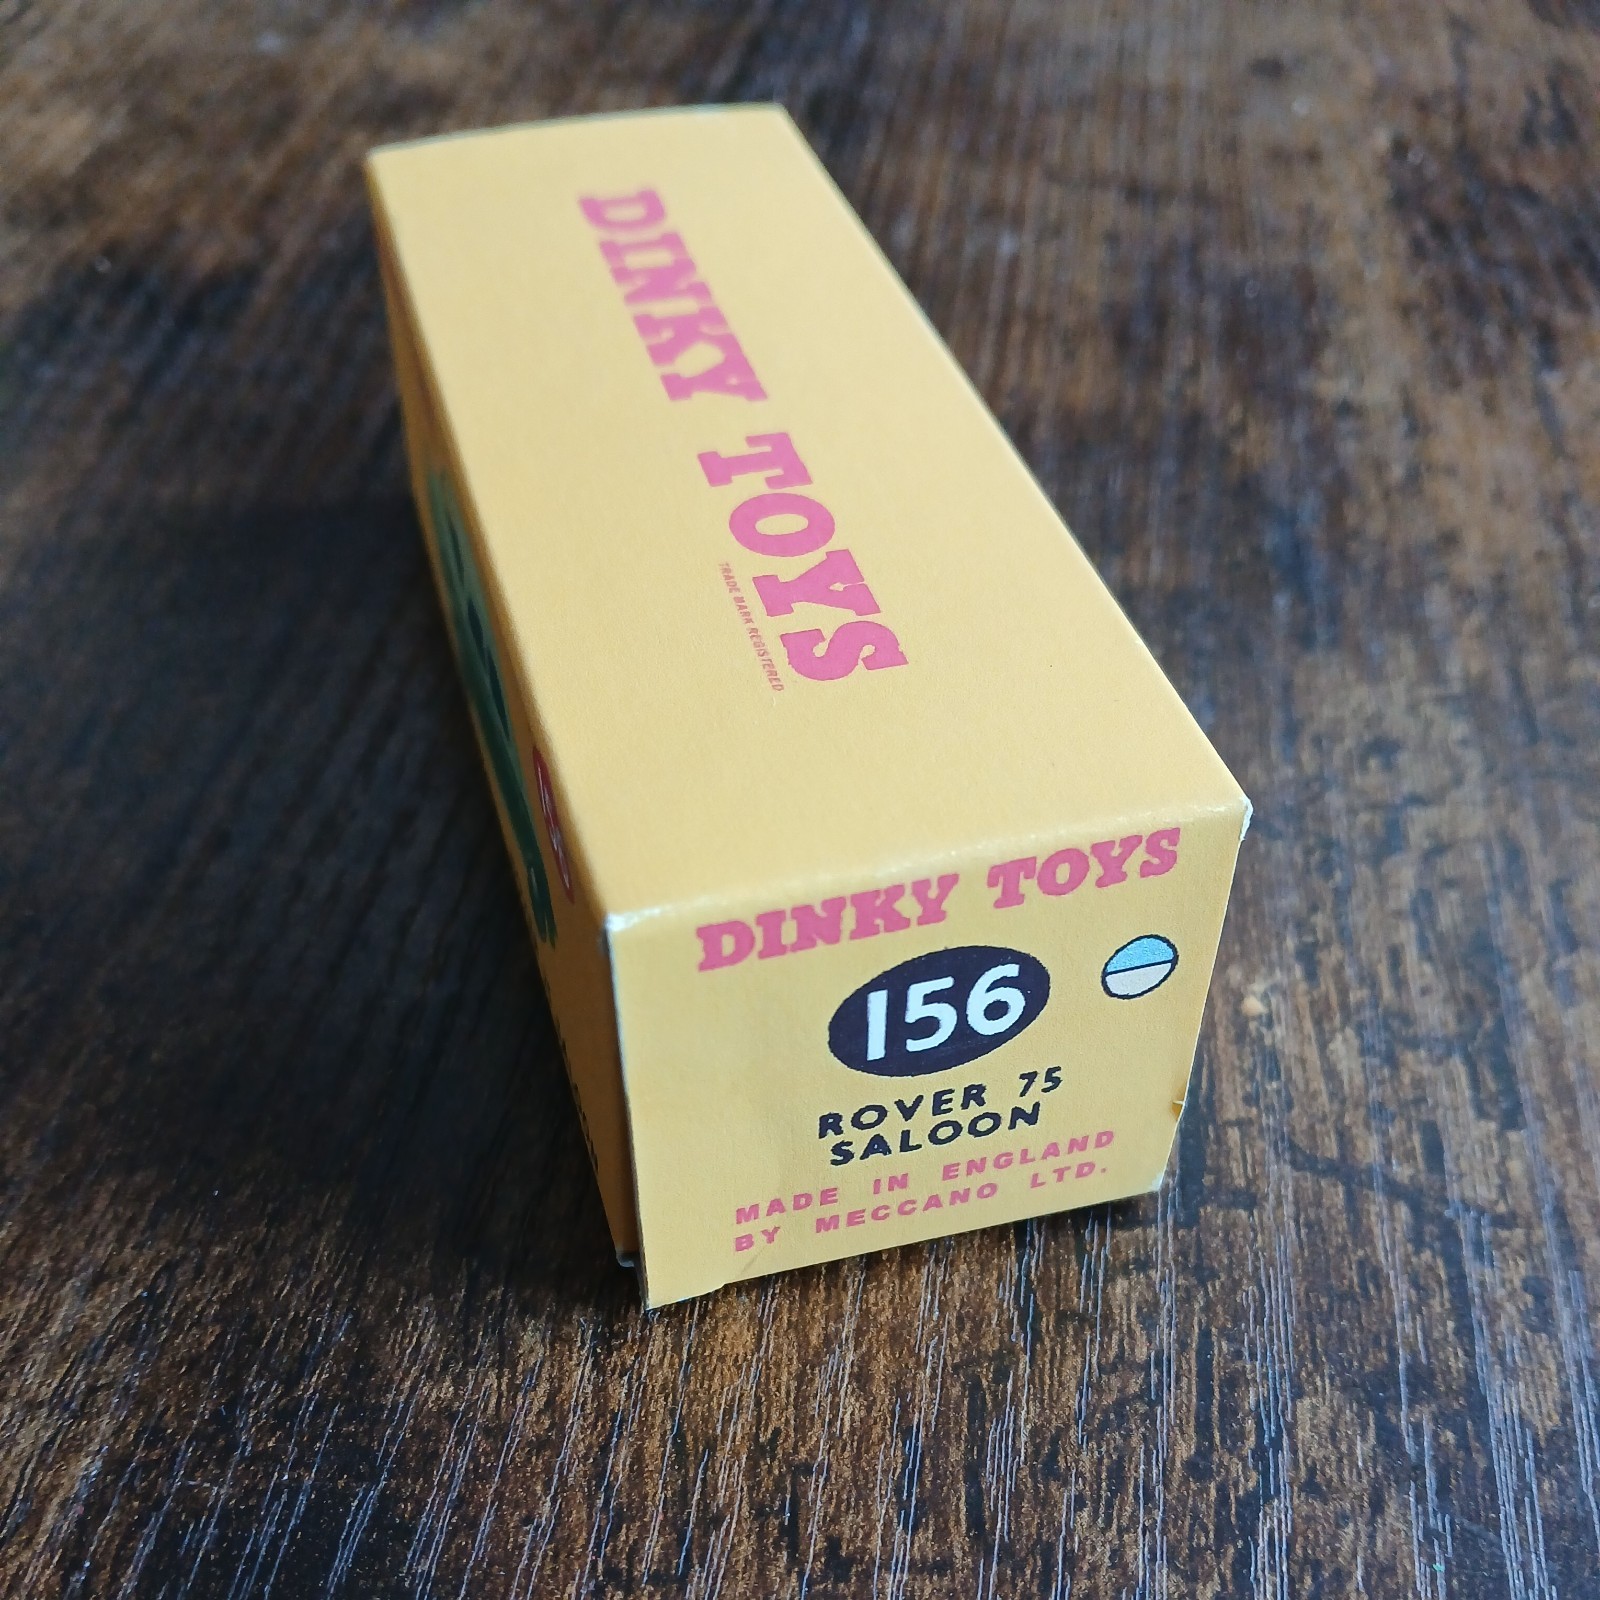 DINKY TOYS
TRADE MARK REGISTERED
DINKY TOYS
156
ROVER 75
SALOON
MADE IN ENGLAND
BY MECCANO LTD.